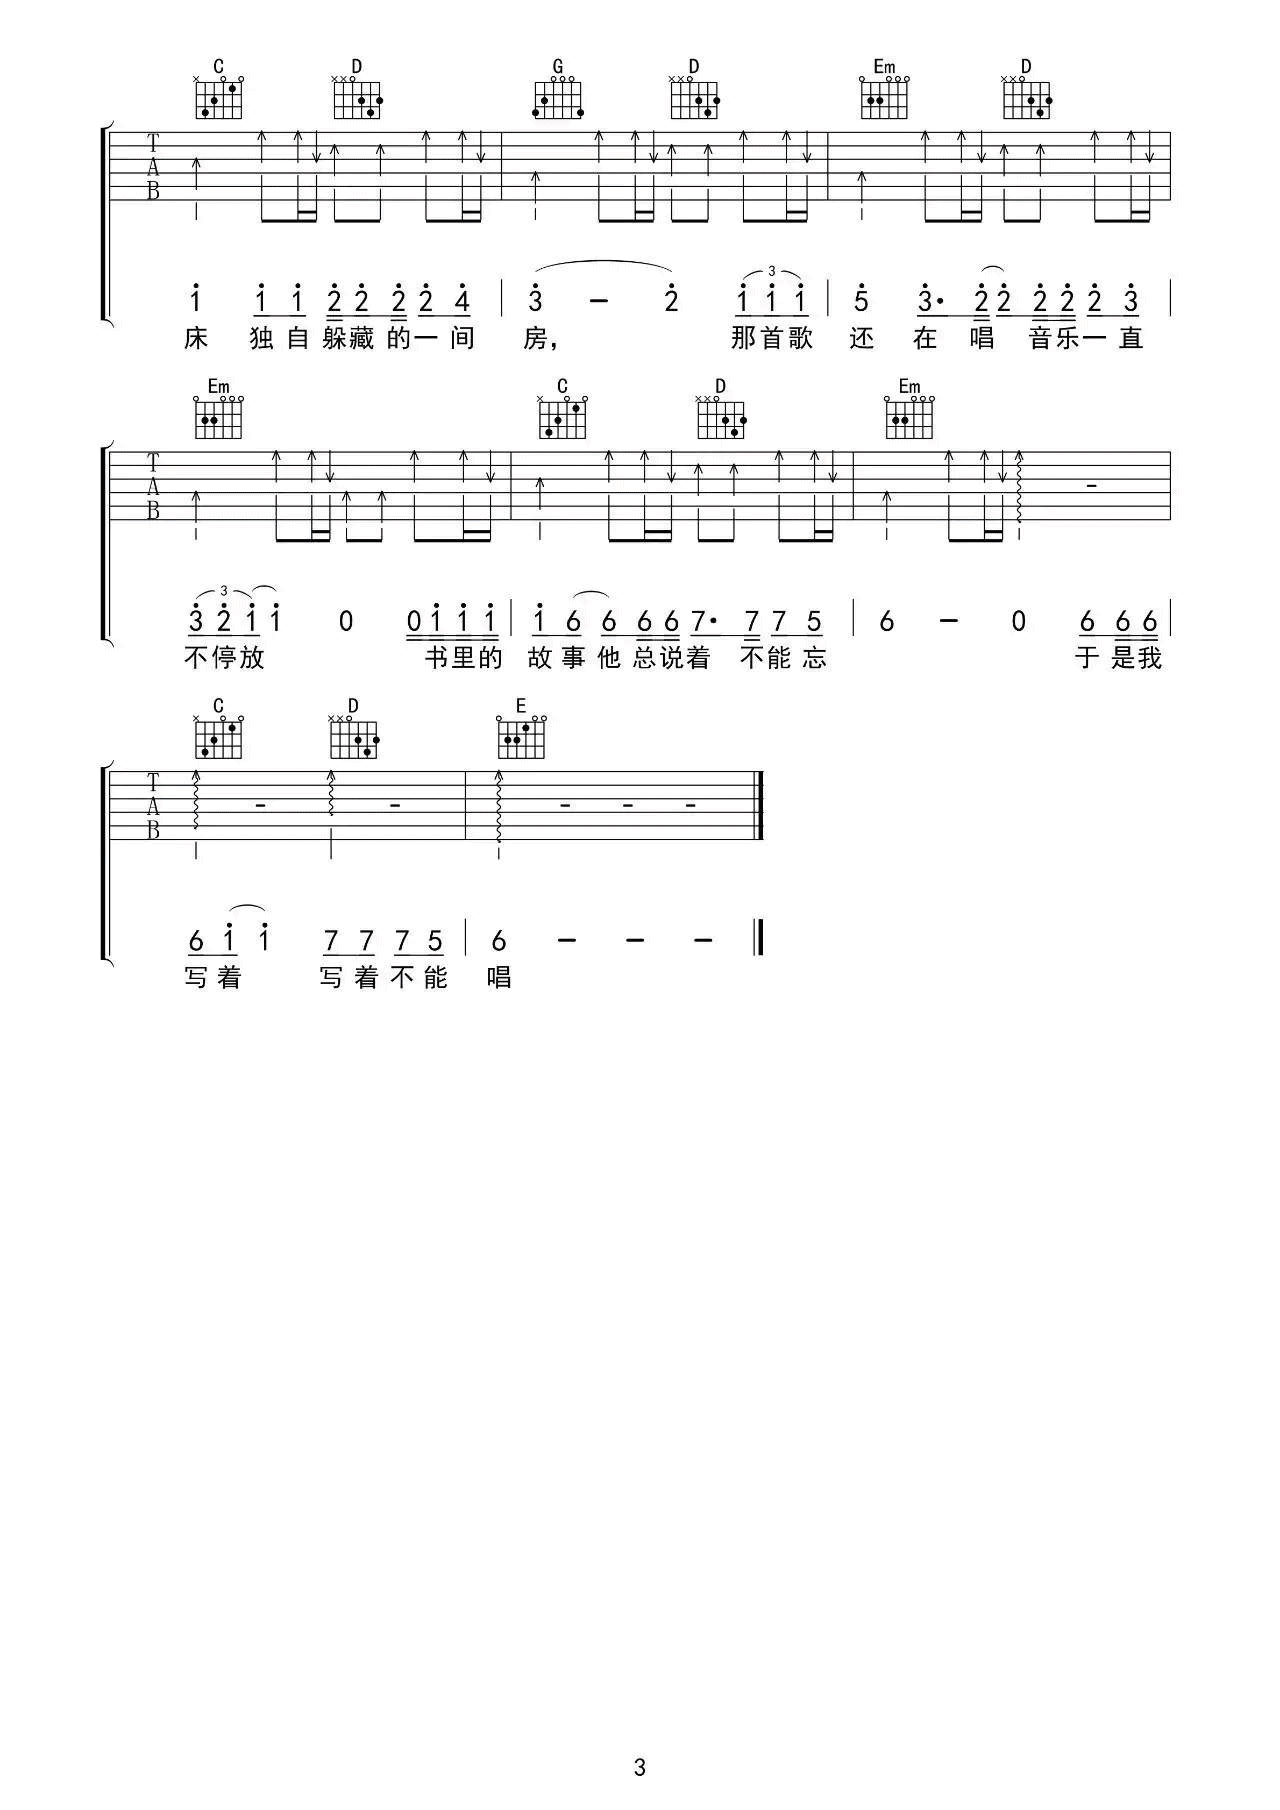 C D G D Em D
T
A
B
1 1 1 2 2 2 2 4 3 - 2 3 1 1 1 5 3. 2 2 2 2 2 3
床 独自躲藏的一间 房, 那首歌 还 在 唱 音乐一直
Em C D Em
T
A
B
3
3 2 1 1 0 0 1 1 1 1 6 6 6 6 7. 7 7 5 6 - 0 6 6 6
不停放 书里的 故事他总说着 不能忘 于是我
C D E
T
A
B
6 1 1 7 7 7 5 6 - - -
写着 写着不能 唱
3